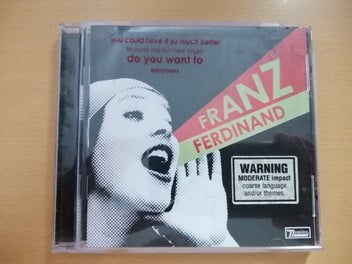 you could have it so much better
features the hot new single
do you want to
FRANZ
FERDINAND
WARNING
MODERATE impact
coarse language
and/or themes
Domino